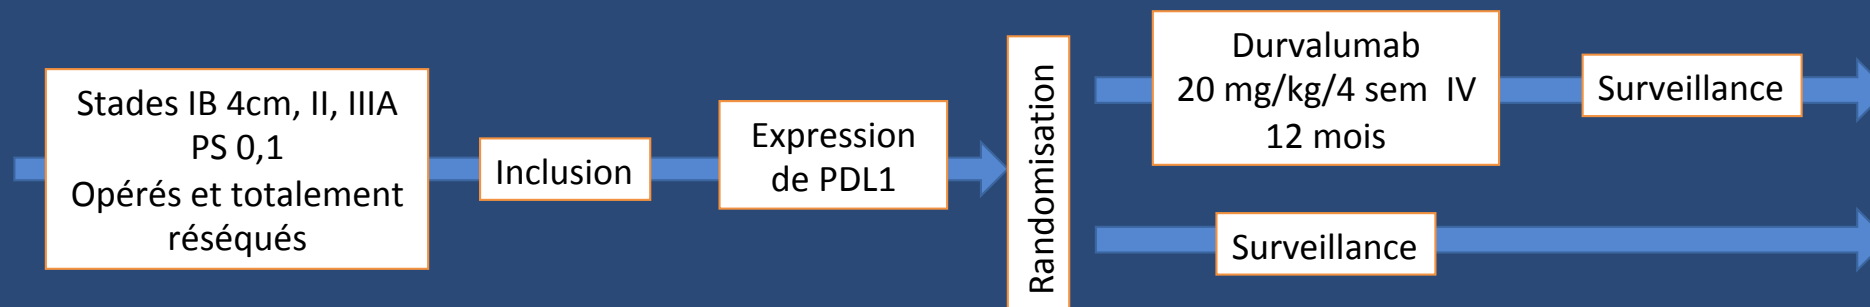 Stades IB 4cm, II, IIIA
PS 0,1
Opérés et totalement
réséqués
Inclusion
Expression
de PDL1
Randomisation
Durvalumab
20 mg/kg/4 sem IV
12 mois
Surveillance
Surveillance